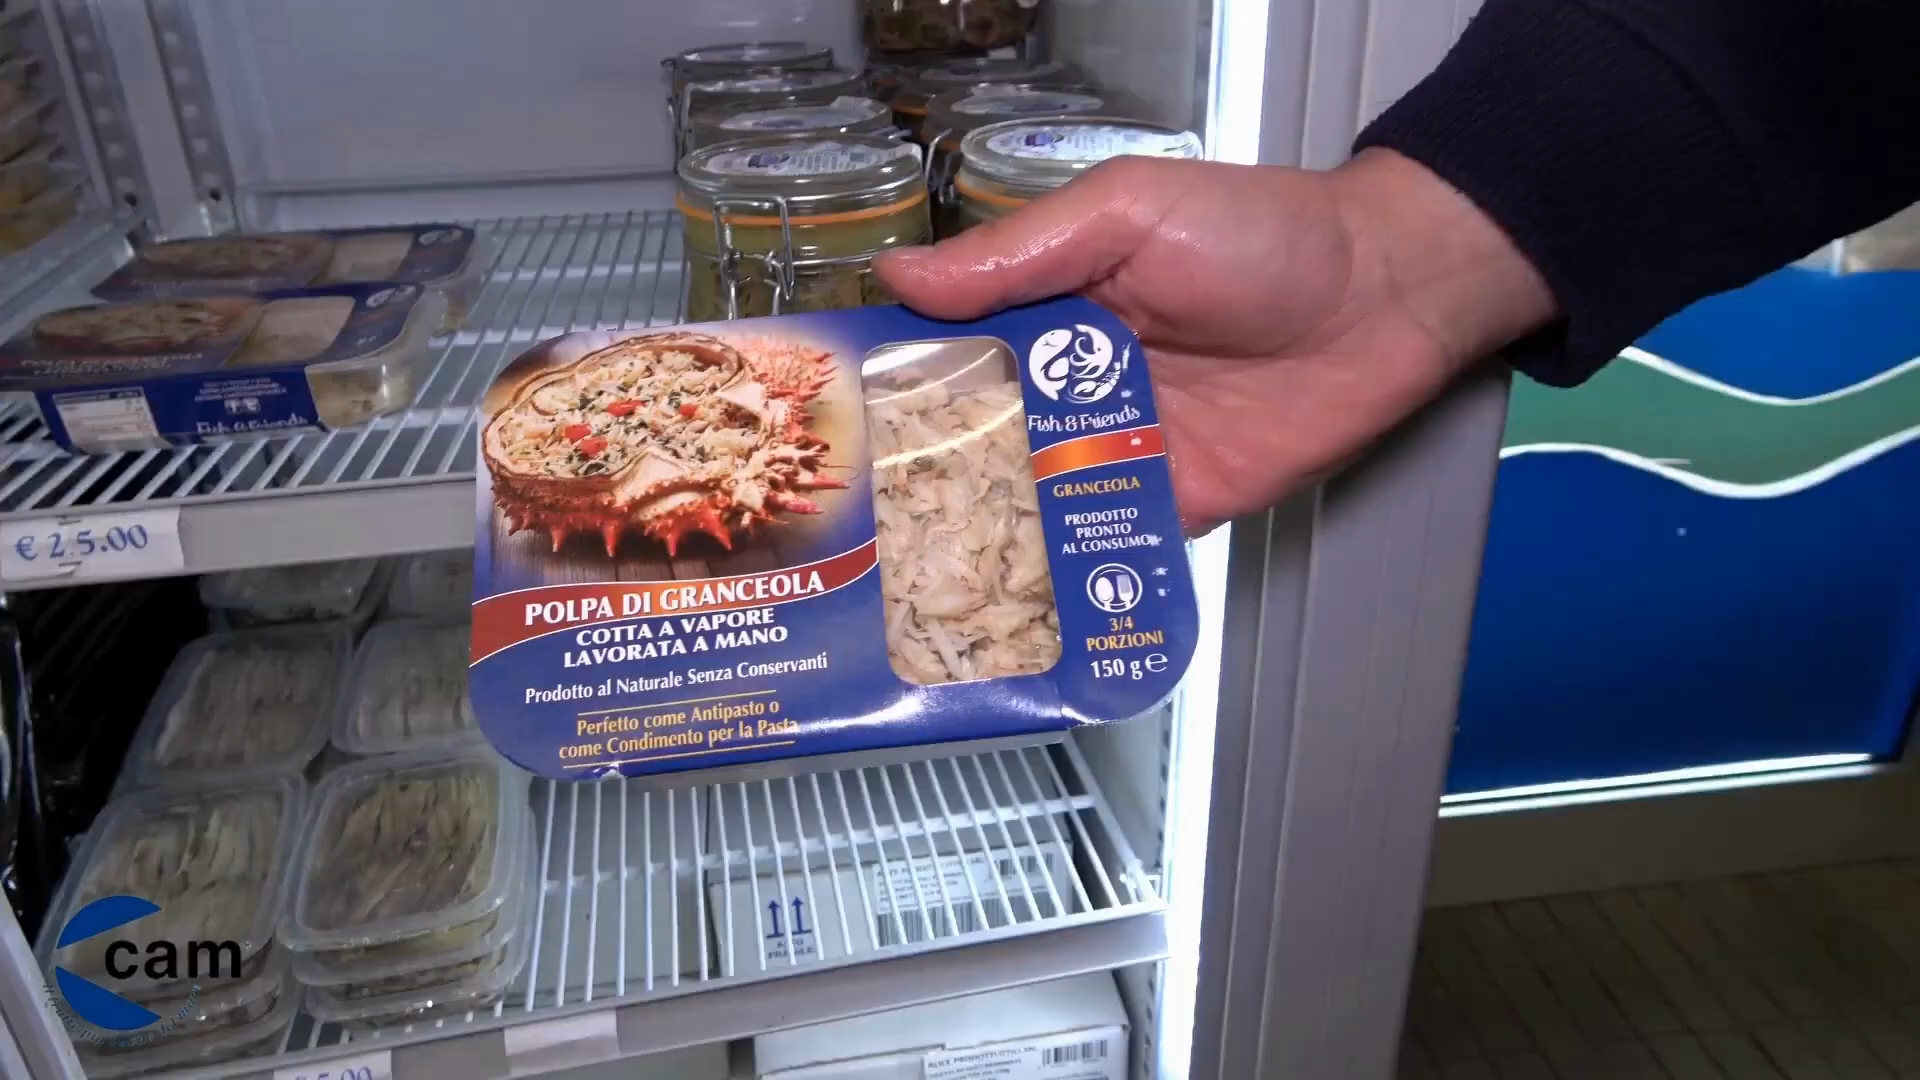 Fish & Friends
GRANCEOLA
PRODOTTO
PRONTO
AL CONSUMO
3/4
PORZIONI
150 g e
POLPA DI GRANCEOLA
COTTA A VAPORE
LAVORATA A MANO
Prodotto al Naturale Senza Conservanti
Perfetto come Antipasto o
come Condimento per la Pasta
Fish & Friends
€ 25.00
cam